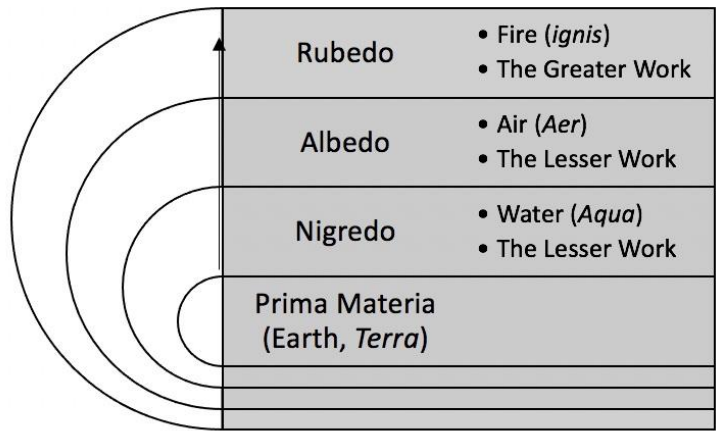 Rubedo
• Fire (ignis)
• The Greater Work
Albedo
• Air (Aer)
• The Lesser Work
Nigredo
• Water (Aqua)
• The Lesser Work
Prima Materia
(Earth, Terra)